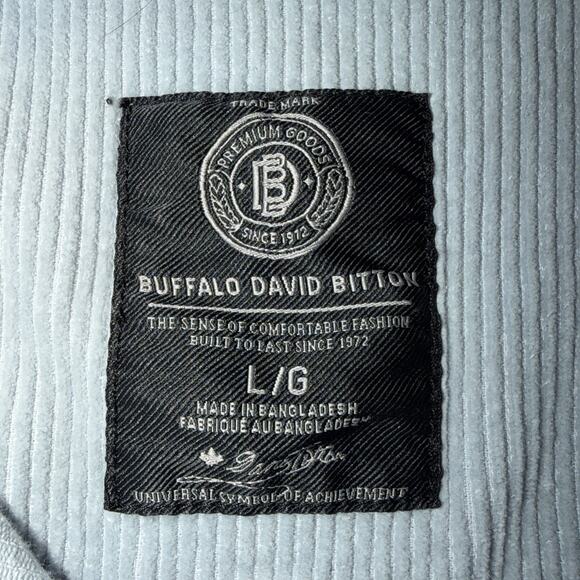 TRADE MARK
PREMIUM GOODS
SINCE 1972
BUFFALO DAVID BITTON
THE SENSE OF COMFORTABLE FASHION
BUILT TO LAST SINCE 1972
L/G
MADE IN BANGLADESH
FABRIQUÉ AU BANGLADESH
UNIVERSAL SYMBOL OF ACHIEVEMENT